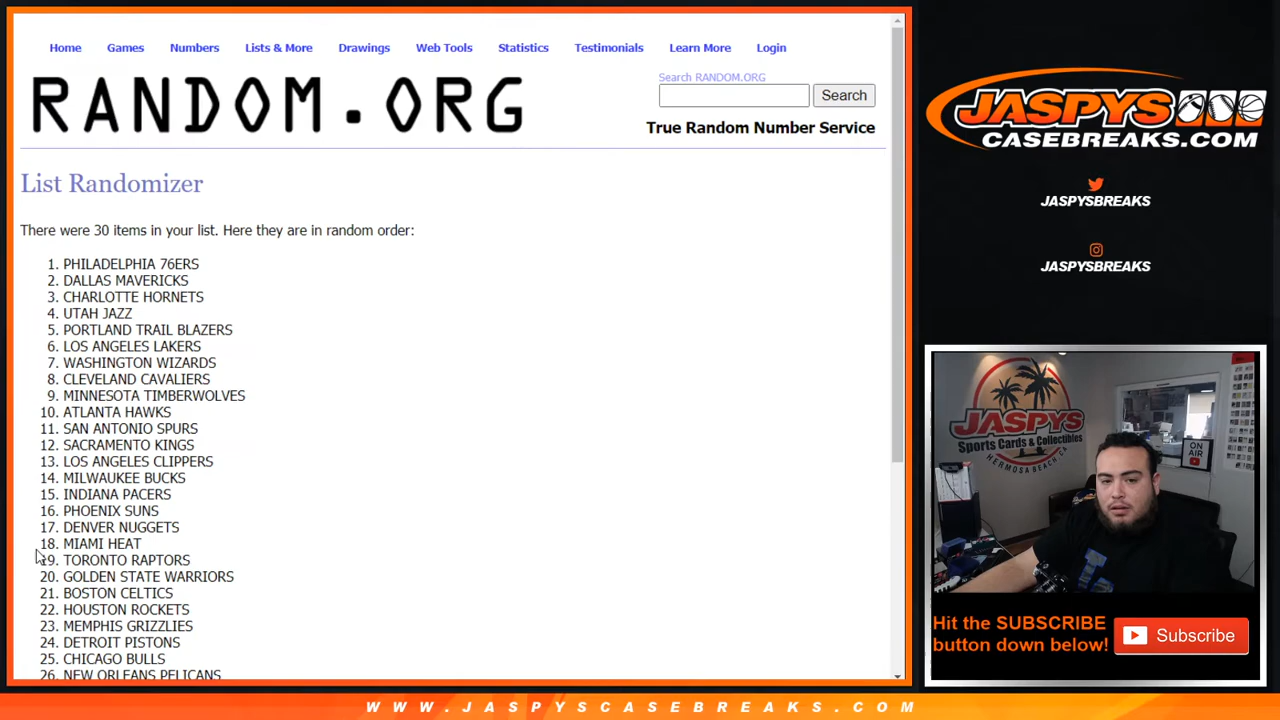 Home Games Numbers Lists & More Drawings Web Tools Statistics Testimonials Learn More Login
RANDOM.ORG
Search RANDOM.ORG
Search
True Random Number Service
List Randomizer
There were 30 items in your list. Here they are in random order:
1. PHILADELPHIA 76ERS
2. DALLAS MAVERICKS
3. CHARLOTTE HORNETS
4. UTAH JAZZ
5. PORTLAND TRAIL BLAZERS
6. LOS ANGELES LAKERS
7. WASHINGTON WIZARDS
8. CLEVELAND CAVALIERS
9. MINNESOTA TIMBERWOLVES
10. ATLANTA HAWKS
11. SAN ANTONIO SPURS
12. SACRAMENTO KINGS
13. LOS ANGELES CLIPPERS
14. MILWAUKEE BUCKS
15. INDIANA PACERS
16. PHOENIX SUNS
17. DENVER NUGGETS
18. MIAMI HEAT
19. TORONTO RAPTORS
20. GOLDEN STATE WARRIORS
21. BOSTON CELTICS
22. HOUSTON ROCKETS
23. MEMPHIS GRIZZLIES
24. DETROIT PISTONS
25. CHICAGO BULLS
26. NEW ORLEANS PELICANS
JASPYS
CASEBREAKS.COM
JASPYSBREAKS
JASPYSBREAKS
JASPYS
Sports Cards & Collectibles
HERMOSA BEACH, CA
ON
AIR
Hit the SUBSCRIBE
button down below!
Subscribe
WWW.JASPYSCASEBREAKS.COM